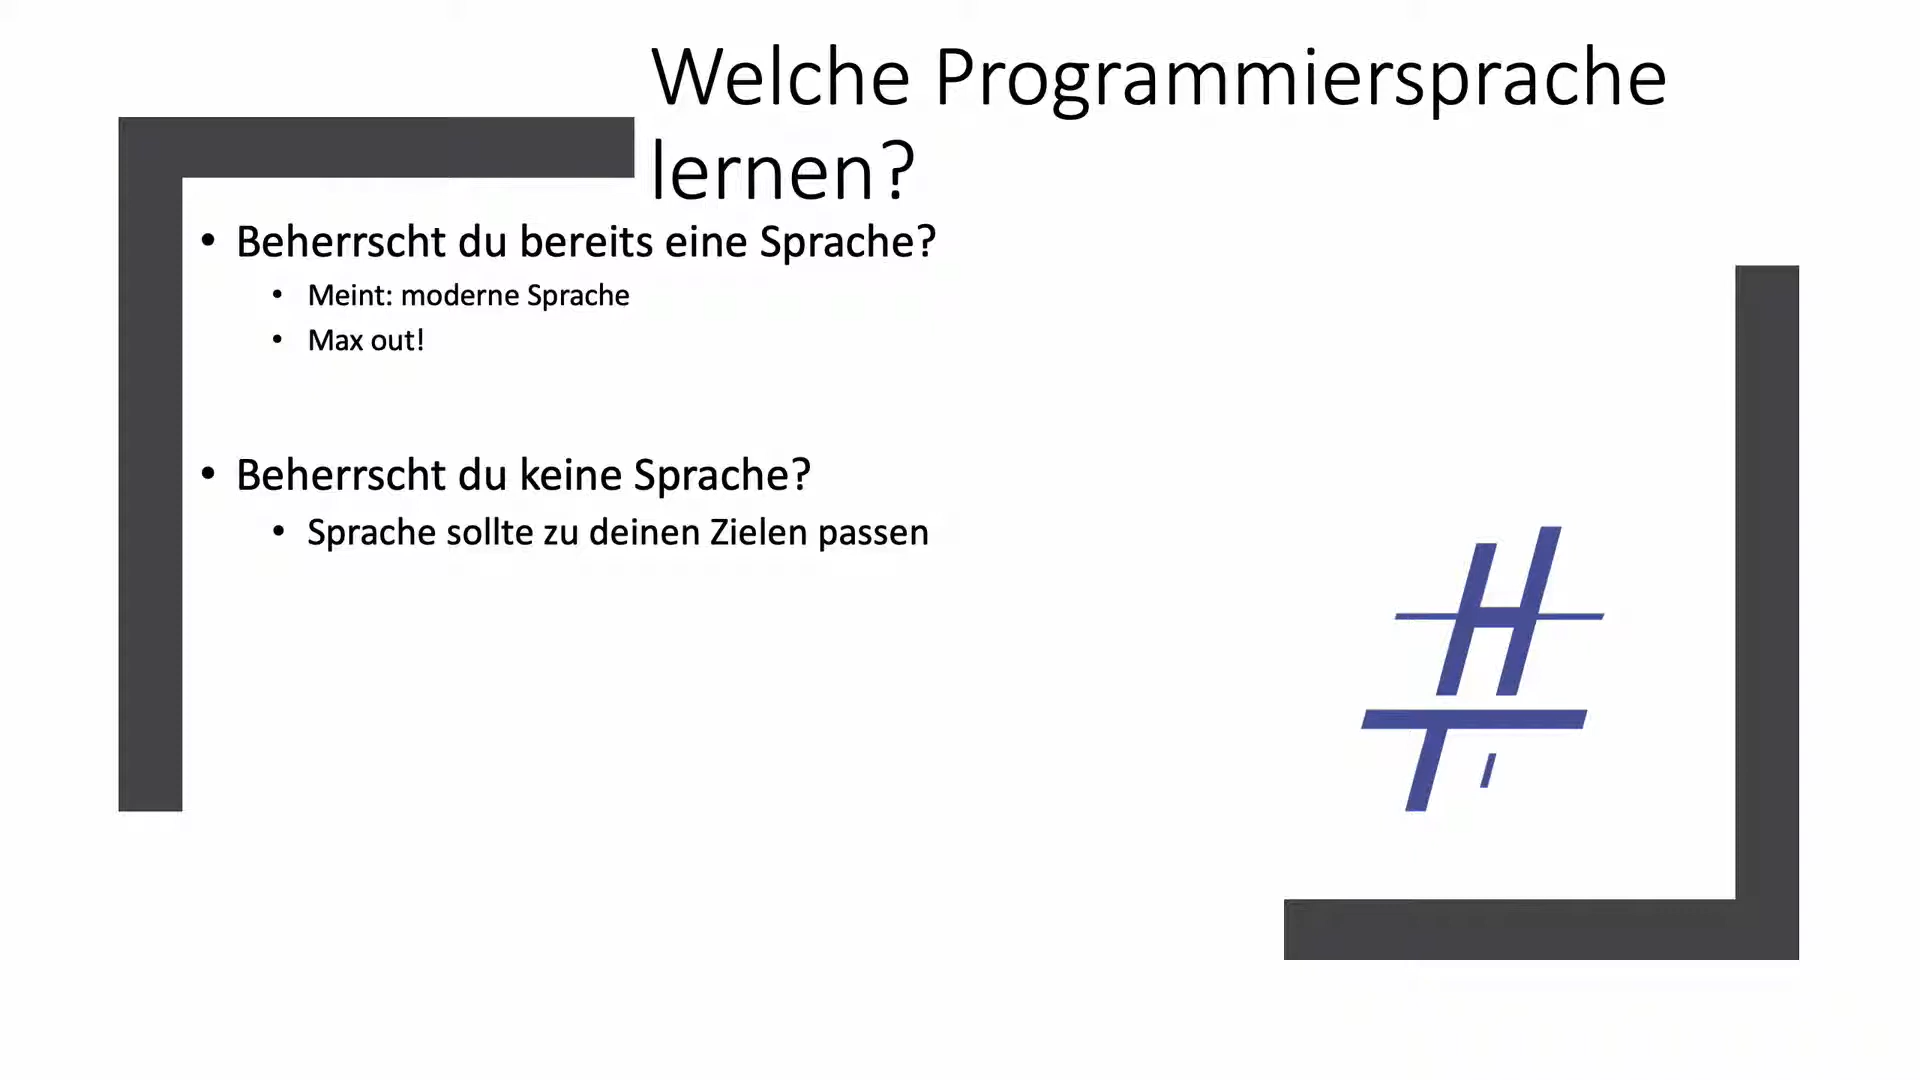 Welche Programmiersprache
lernen?
• Beherrscht du bereits eine Sprache?
• Meint: moderne Sprache
• Max out!
• Beherrscht du keine Sprache?
• Sprache sollte zu deinen Zielen passen